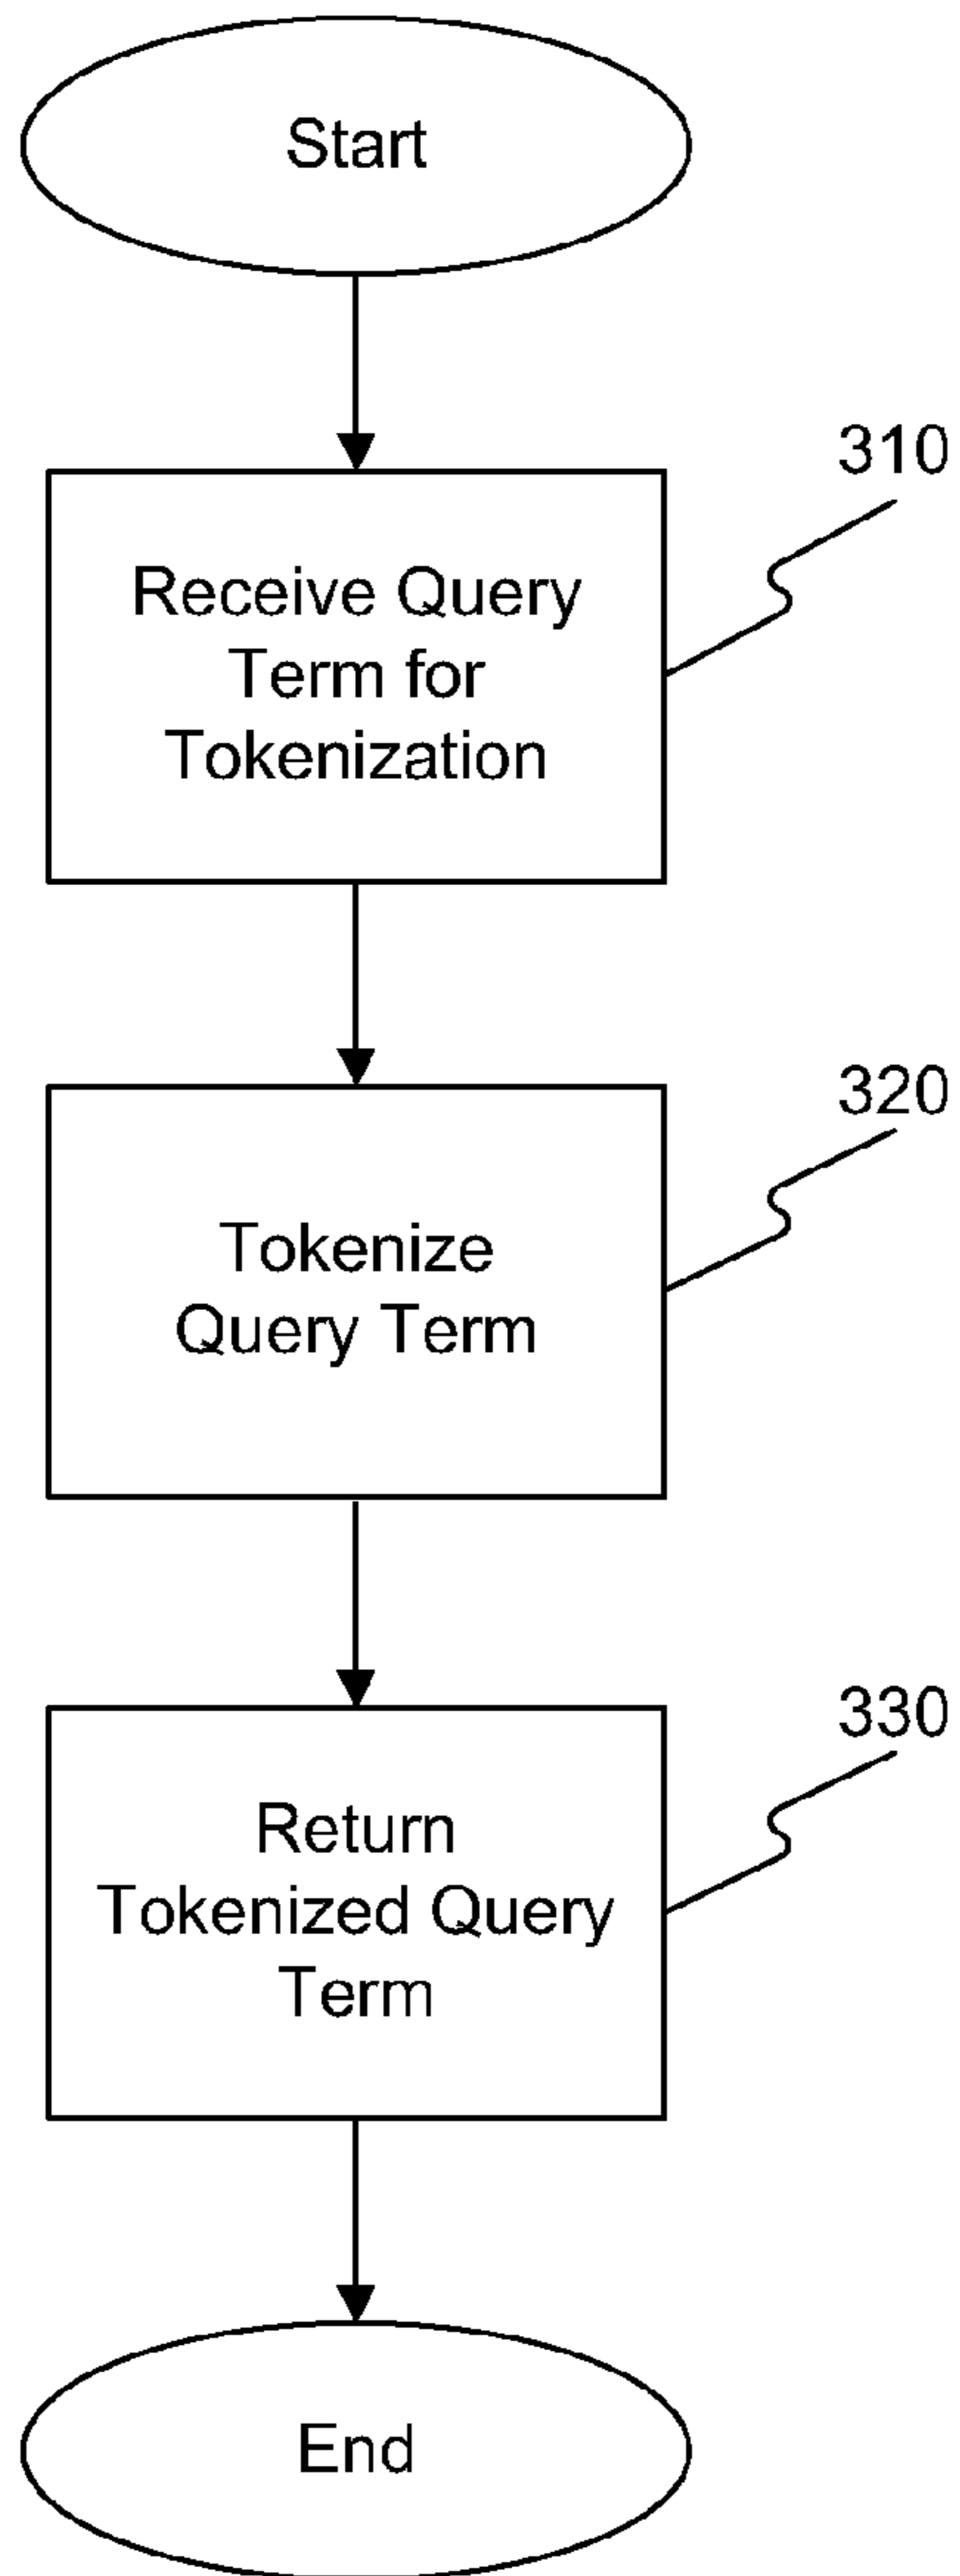 Start
310
Receive Query
Term for
Tokenization
320
Tokenize
Query Term
330
Return
Tokenized Query
Term
End